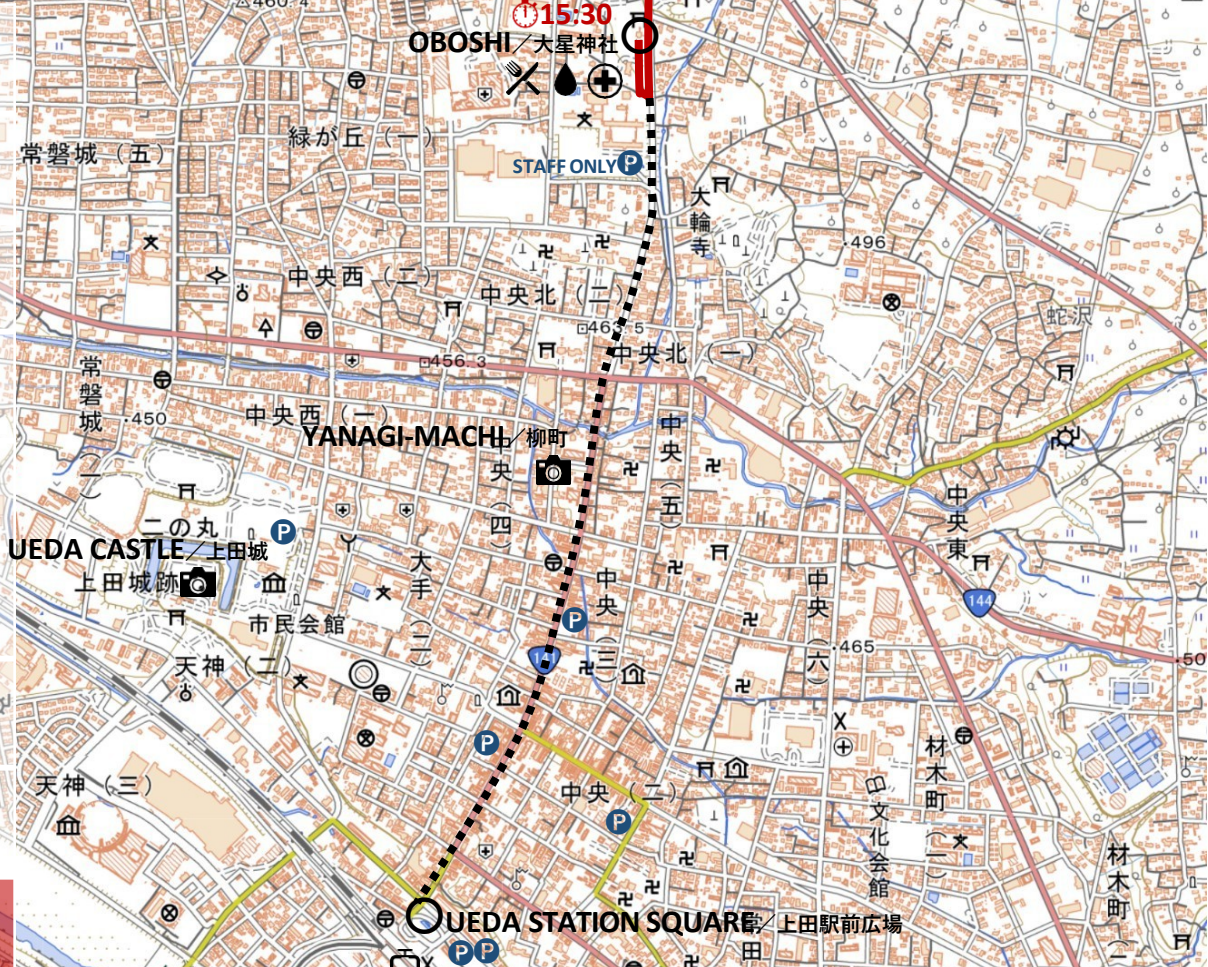 460.4
15:30
OBOSHI／大星神社
緑が丘（一）
常磐城（五）
STAFF ONLY P
大輪寺
496
中央西（二）
中央北（二）
463.5
蛇沢
中央北（一）
456.3
常磐城（二）
450
中央西（一）
YANAGI-MACHI／柳町
中央（四）
中央（五）
中央東
二の丸
P
UEDA CASTLE／上田城
上田城跡
大手（二）
中央（三）
中央（六）
144
P
市民会館
465
141
天神（二）
50
P
材木町（一）
天神（三）
中央（二）
P
文化会館
材木町（二
UEDA STATION SQUARE／上田駅前広場
田
P P